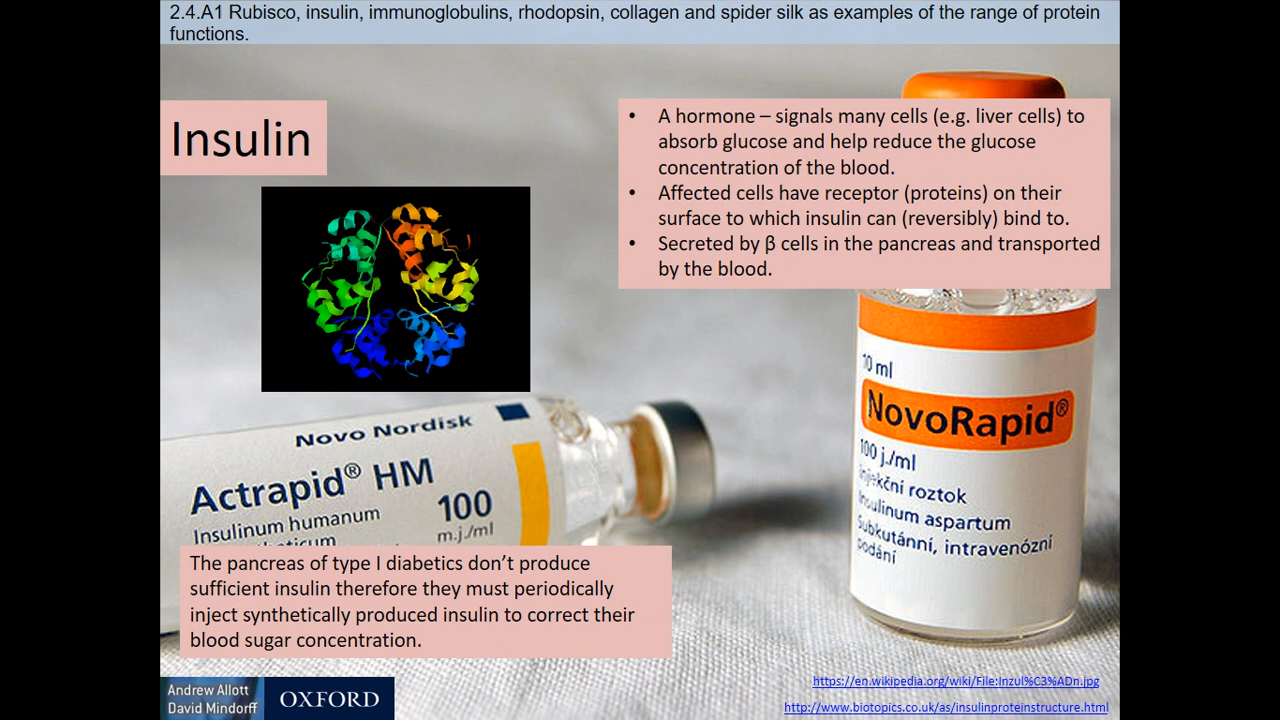 2.4.A1 Rubisco, insulin, immunoglobulins, rhodopsin, collagen and spider silk as examples of the range of protein
functions.
Insulin
• A hormone – signals many cells (e.g. liver cells) to
absorb glucose and help reduce the glucose
concentration of the blood.
• Affected cells have receptor (proteins) on their
surface to which insulin can (reversibly) bind to.
• Secreted by β cells in the pancreas and transported
by the blood.
10 ml
NovoRapid®
100 j./ml
injekční roztok
Insulinum aspartum
Subkutánní, intravenózní
podání
Novo Nordisk
Actrapid® HM
100
Insulinum humanum
m.j./ml
The pancreas of type I diabetics don’t produce
sufficient insulin therefore they must periodically
inject synthetically produced insulin to correct their
blood sugar concentration.
Andrew Allott
David Mindorff
OXFORD
https://en.wikipedia.org/wiki/File:Inzul%C3%ADn.jpg
http://www.biotopics.co.uk/as/insulinproteinstructure.html